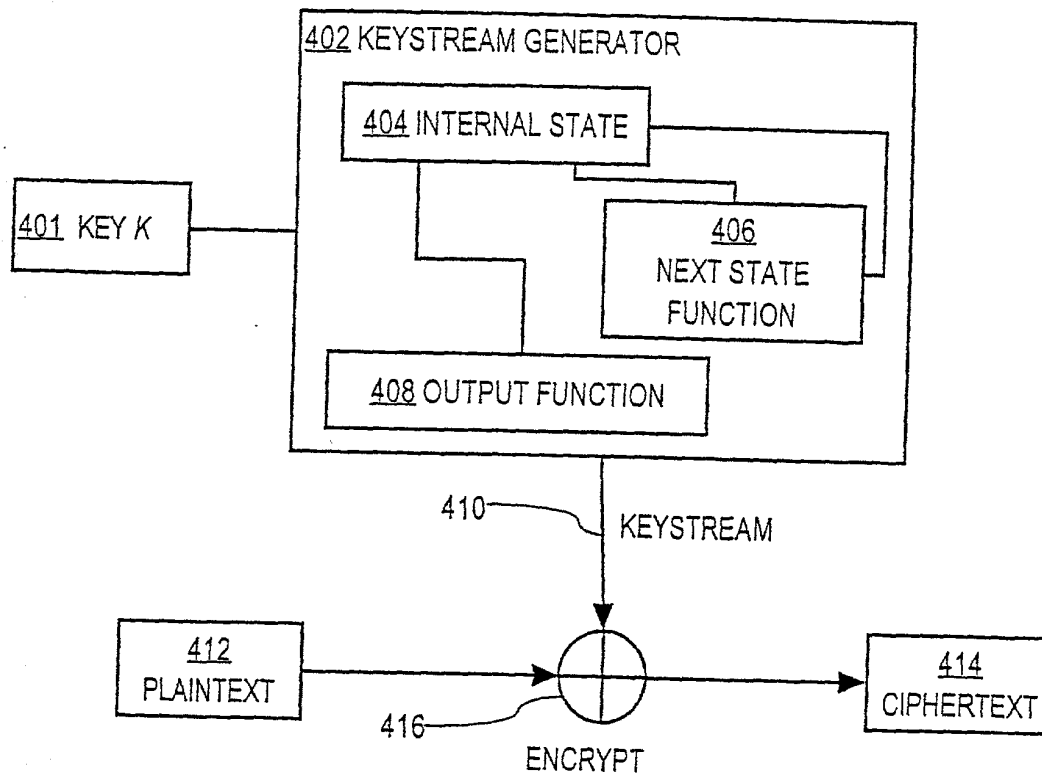 402 KEYSTREAM GENERATOR
404 INTERNAL STATE
401 KEY K
406
NEXT STATE
FUNCTION
408 OUTPUT FUNCTION
410
KEYSTREAM
412
PLAINTEXT
416
ENCRYPT
414
CIPHERTEXT